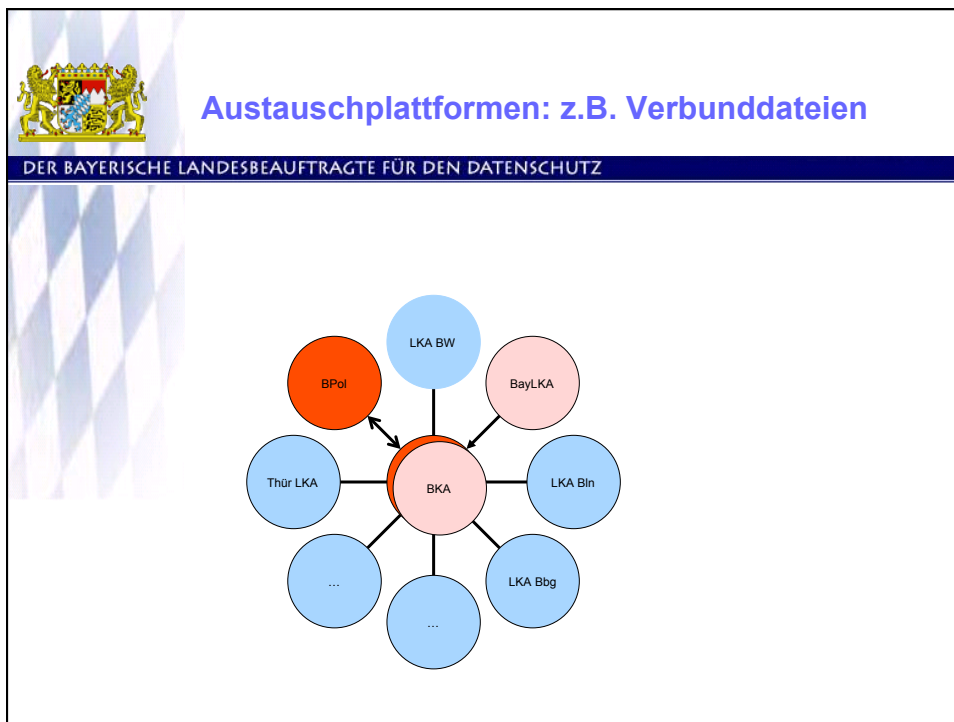 Austauschplattformen: z.B. Verbunddateien
DER BAYERISCHE LANDESBEAUFTRAGTE FÜR DEN DATENSCHUTZ
LKA BW
BPol
BayLKA
Thür LKA
BKA
LKA Bln
…
LKA Bbg
…